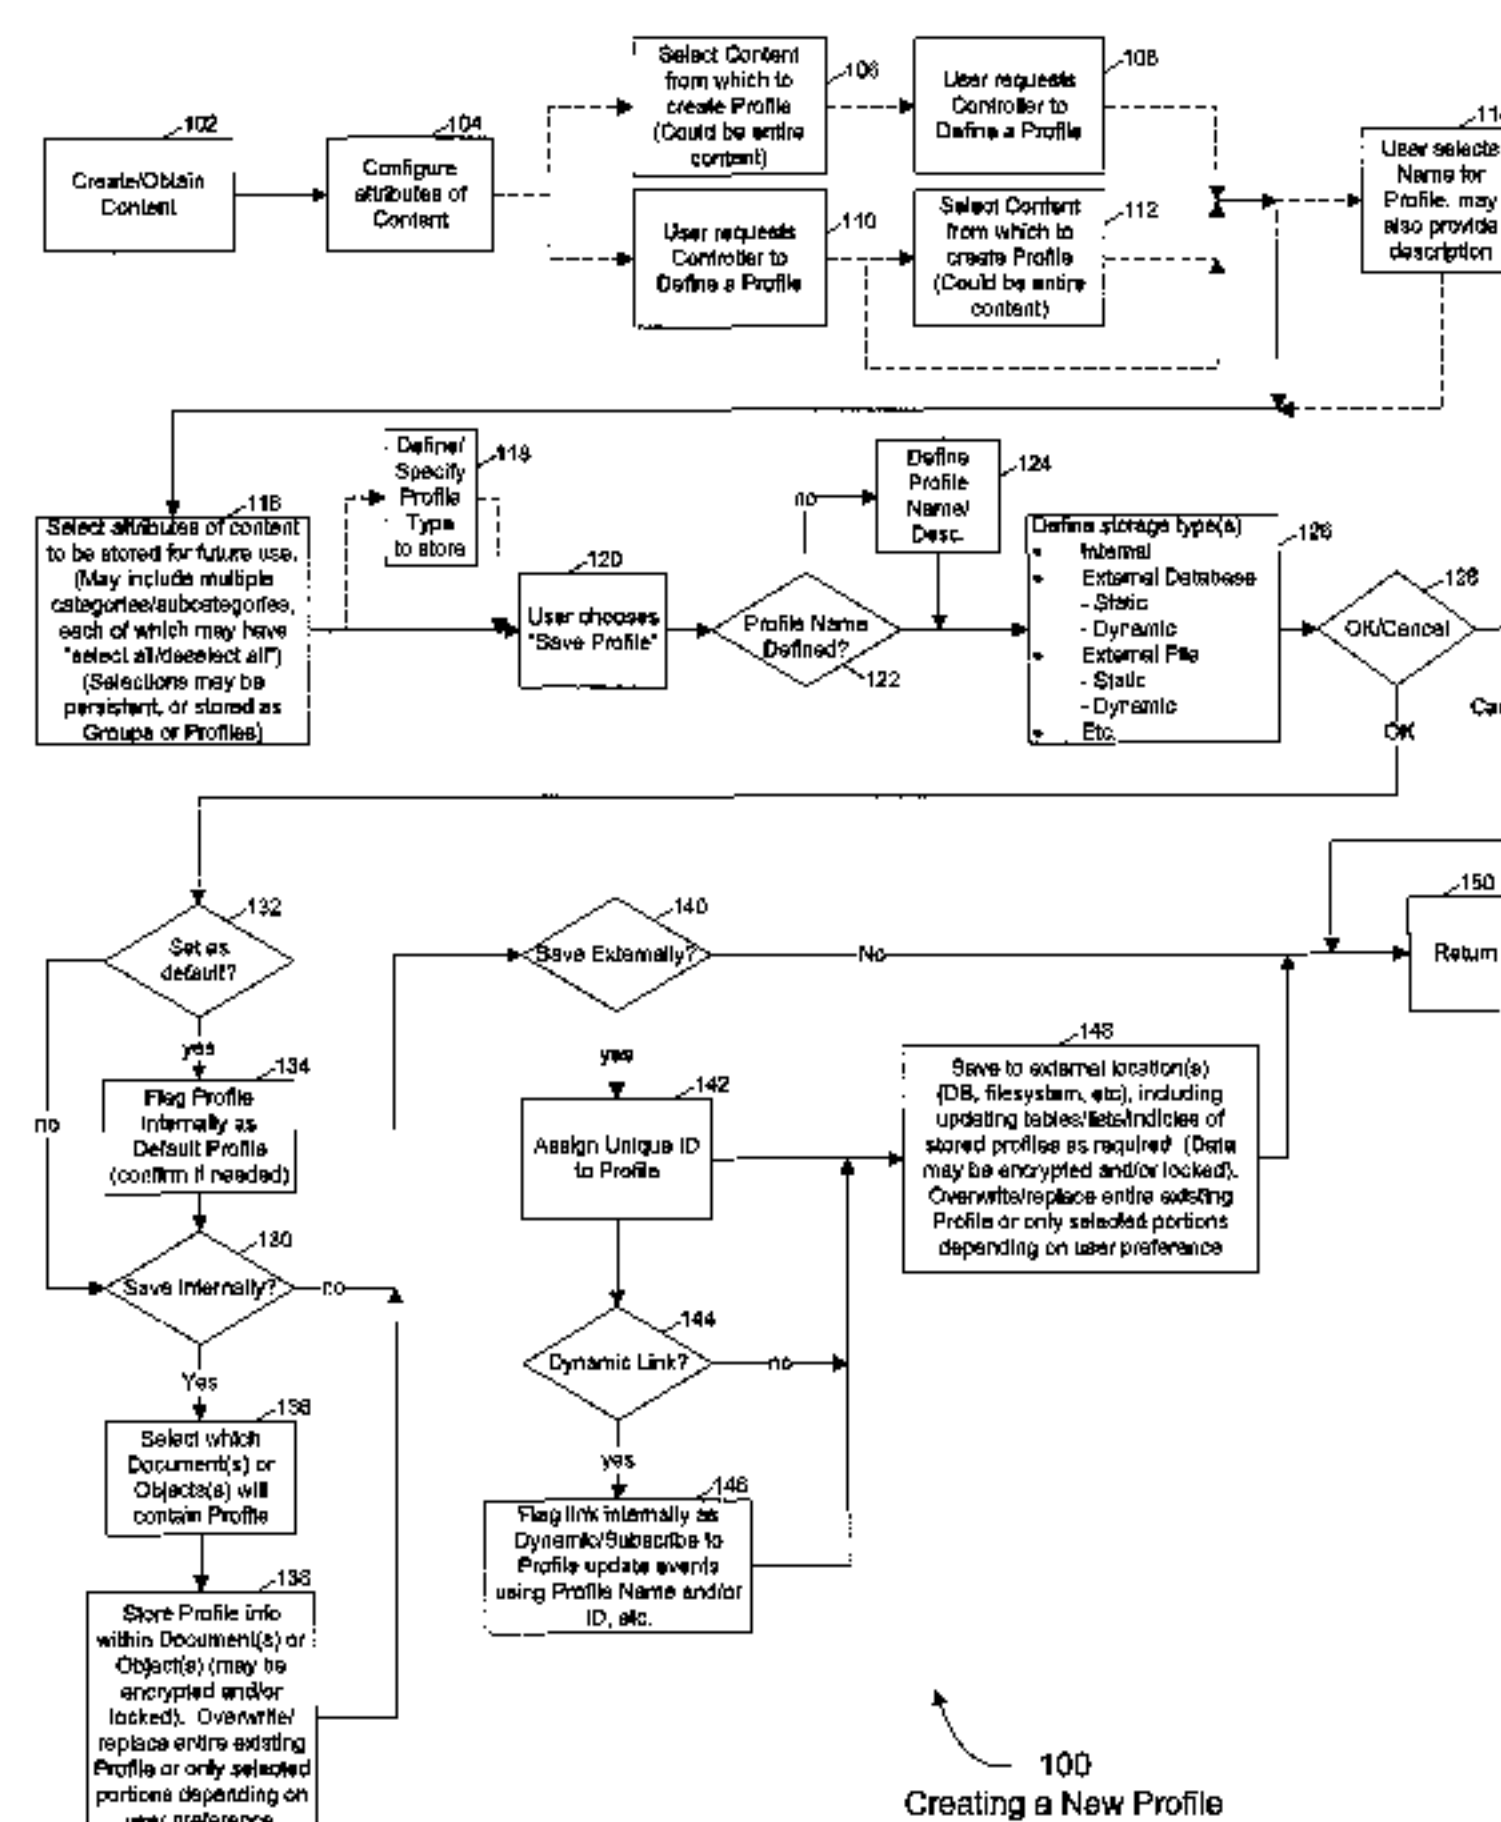 102
Create/Obtain
Content
104
Configure
attributes of
Content
106
Select Content
from which to
create Profile
(Could be entire
content)
108
User requests
Controller to
Define a Profile
110
User requests
Controller to
Define a Profile
112
Select Content
from which to
create Profile
(Could be entire
content)
User selects
Name for
Profile, may
also provide
description
116
Select attributes of content
to be stored for future use.
(May include multiple
categories/subcategories,
each of which may have
"select all/deselect all")
(Selections may be
persistent, or stored as
Groups or Profiles)
118
Define/
Specify
Profile
Type
to store
120
User chooses
"Save Profile"
122
Profile Name
Defined?
no
124
Define
Profile
Name/
Desc.
126
Define storage type(s)
• Internal
• External Database
- Static
- Dynamic
• External File
- Static
- Dynamic
• Etc.
128
OK/Cancel
OK
132
Set as
default?
no
yes
134
Flag Profile
Internally as
Default Profile
(confirm if needed)
130
Save Internally?
no
Yes
136
Select which
Document(s) or
Objects(s) will
contain Profile
138
Store Profile info
within Document(s) or
Object(s) (may be
encrypted and/or
locked). Overwrite/
replace entire existing
Profile or only selected
portions depending on
user preference
140
Save Externally?
No
yes
142
Assign Unique ID
to Profile
144
Dynamic Link?
no
yes
146
Flag link internally as
Dynamic/Subscribe to
Profile update events
using Profile Name and/or
ID, etc.
148
Save to external location(s)
(DB, filesystem, etc), including
updating tables/lists/indicies of
stored profiles as required (Data
may be encrypted and/or locked).
Overwrite/replace entire existing
Profile or only selected portions
depending on user preference
150
Return
100
Creating a New Profile